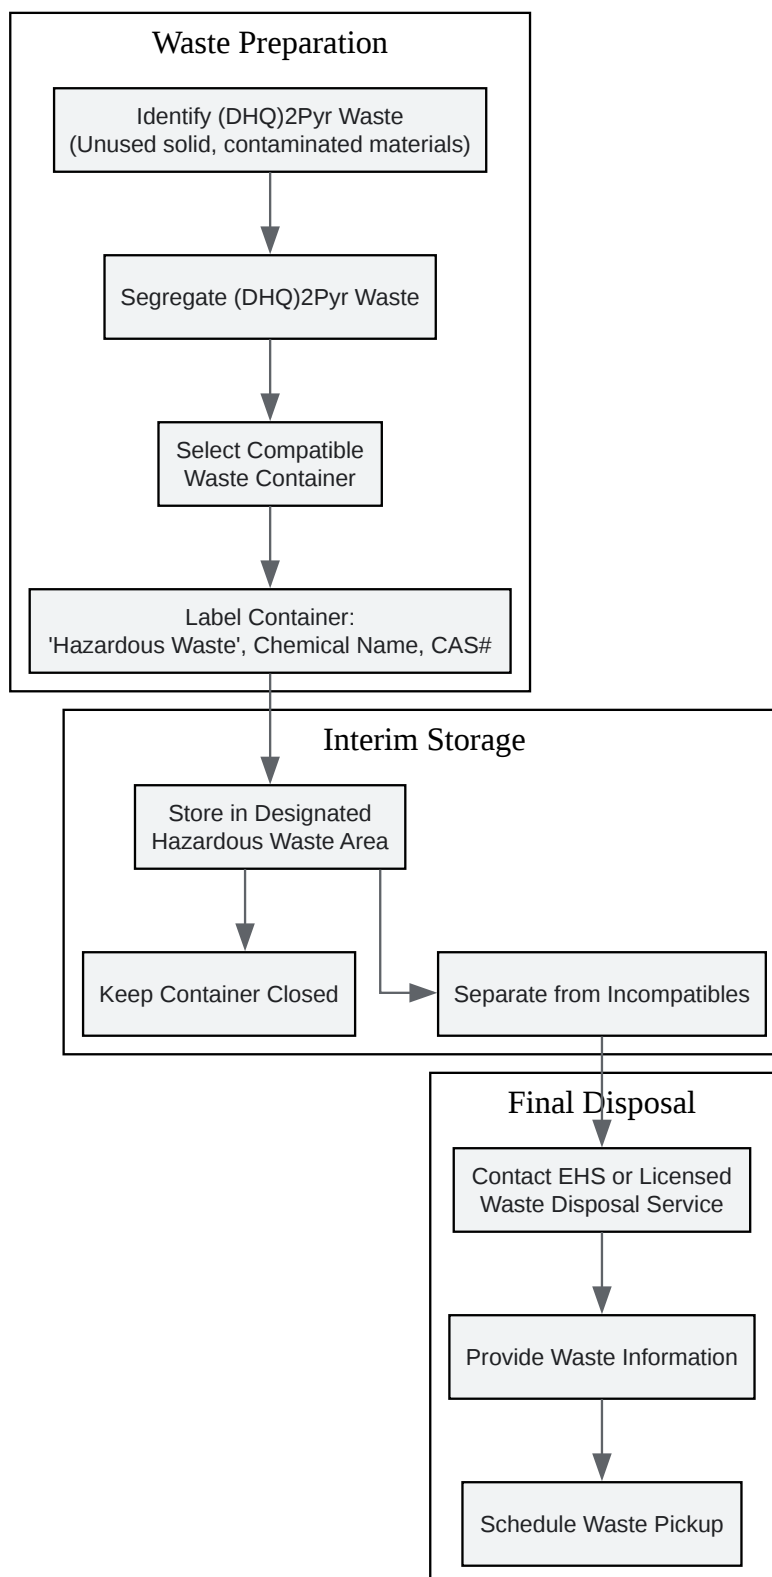 Waste Preparation
Identify (DHQ)2Pyr Waste
(Unused solid, contaminated materials)
Segregate (DHQ)2Pyr Waste
Select Compatible
Waste Container
Label Container:
'Hazardous Waste', Chemical Name, CAS#
Interim Storage
Store in Designated
Hazardous Waste Area
Keep Container Closed
Separate from Incompatibles
Final Disposal
Contact EHS or Licensed
Waste Disposal Service
Provide Waste Information
Schedule Waste Pickup